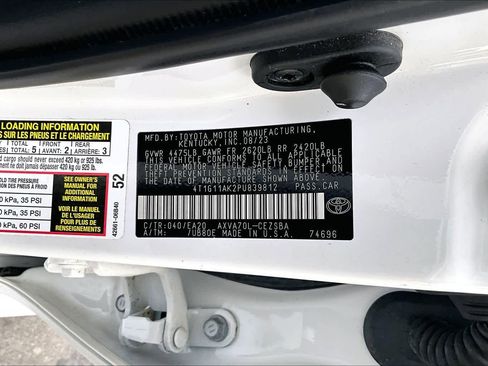 LOADING INFORMATION
SUR LES PNEUS ET LE CHARGEMENT
Total: 5 Front Avant: 2 Rear Arrière: 3
cargo should never exceed 420 kg or 925 lbs.
ne doit jamais dépasser 420 kg ou 925 lb.
kPa, 35 PSI
kPa, 35 PSI
kPa, 60 PSI
SEE OWNER'S MANUAL FOR ADDITIONAL INFORMATION
VOIR LE MANUEL DE L'USAGER POUR PLUS DE RENSEIGNEMENTS
42661-06840
52
MFD.BY:TOYOTA MOTOR MANUFACTURING,
KENTUCKY, INC. 08/23
GVWR 4475LB GAWR FR 2620LB RR 2420LB
THIS VEHICLE CONFORMS TO ALL APPLICABLE
FEDERAL MOTOR VEHICLE SAFETY, BUMPER, AND
THEFT PREVENTION STANDARDS IN EFFECT ON
THE DATE OF MANUFACTURE SHOWN ABOVE.
4T1G11AK2PU839812 PASS.CAR
C/TR:040/EA20 AXVA70L-CEZSBA
A/TM: /UB80E MADE IN U.S.A. 74696